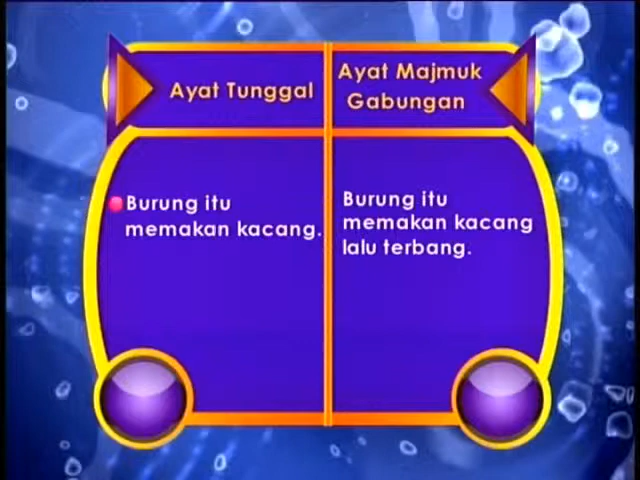 Ayat Tunggal
Ayat Majmuk
Gabungan
Burung itu
memakan kacang.
Burung itu
memakan kacang
lalu terbang.